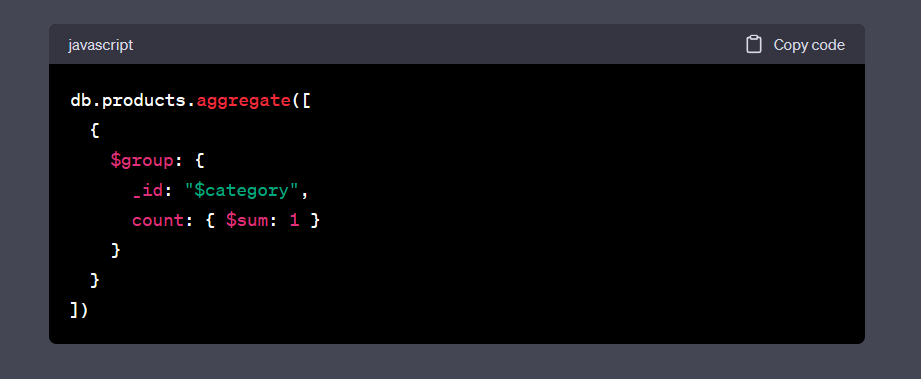 javascript
Copy code
db.products.aggregate([
  {
    $group: {
      _id: "$category",
      count: { $sum: 1 }
    }
  }
])